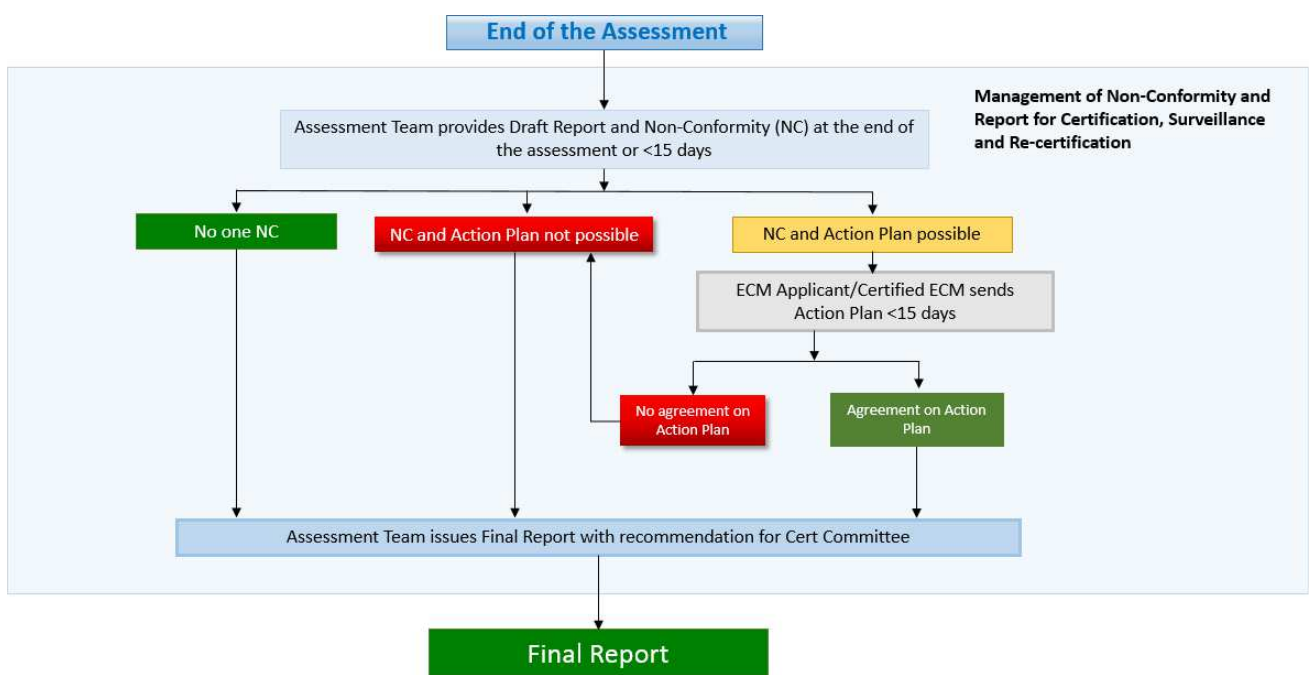 End of the Assessment
Management of Non-Conformity and
Report for Certification, Surveillance
and Re-certification
Assessment Team provides Draft Report and Non-Conformity (NC) at the end of
the assessment or <15 days
No one NC
NC and Action Plan not possible
NC and Action Plan possible
ECM Applicant/Certified ECM sends
Action Plan <15 days
No agreement on
Action Plan
Agreement on Action
Plan
Assessment Team issues Final Report with recommendation for Cert Committee
Final Report